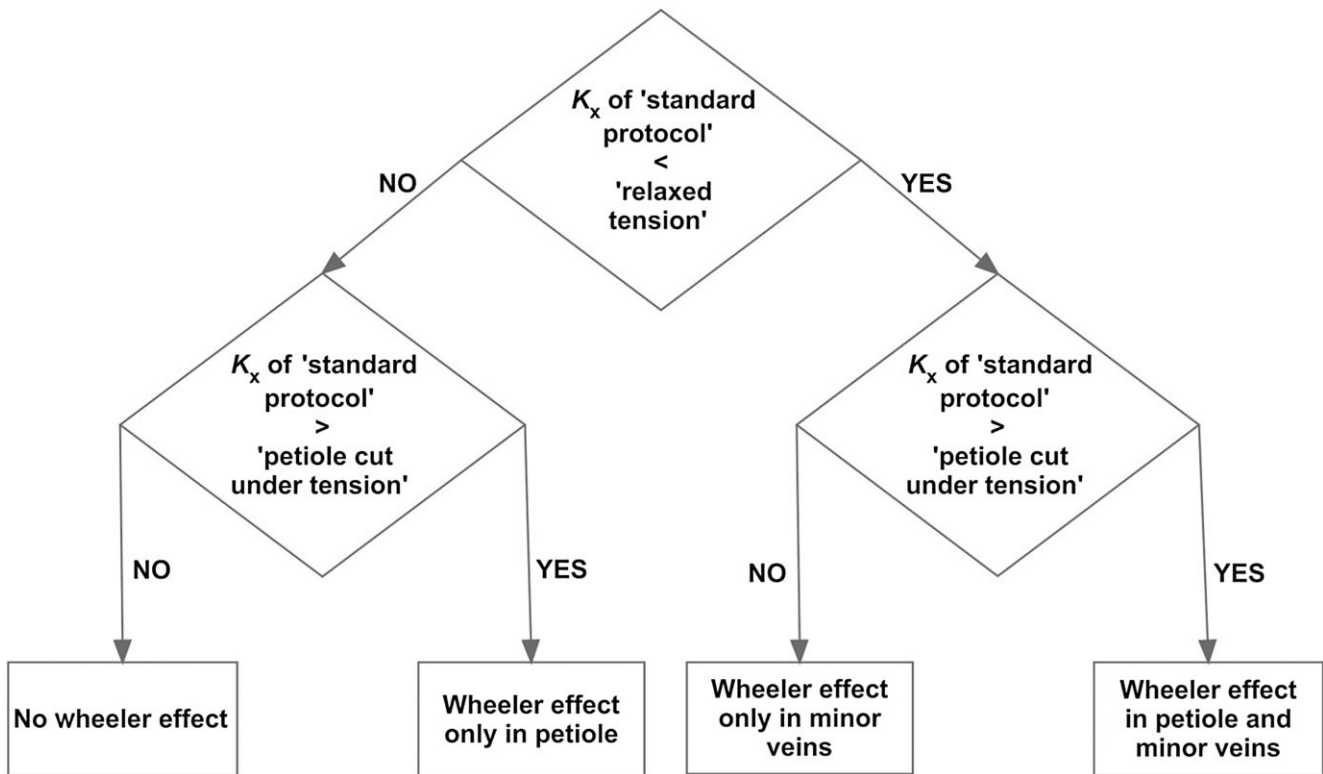 Kx of 'standard
protocol'
<
'relaxed
tension'
NO
YES
Kx of 'standard
protocol'
>
'petiole cut
under tension'
Kx of 'standard
protocol'
>
'petiole cut
under tension'
NO
YES
NO
YES
No wheeler effect
Wheeler effect
only in petiole
Wheeler effect
only in minor
veins
Wheeler effect
in petiole and
minor veins